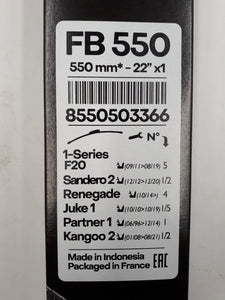 FB 550
550 mm* - 22" x1
8550503366
N°
1-Series
F20 (09/11>08/19) 5
Sandero 2 (12/12>12/20) 1/2
Renegade (10/14>) 4
Juke 1 (10/10>10/19) 1/5
Partner 1 (06/96>12/14) 1
Kangoo 2 (01/08>08/21) 1/2
Made in Indonesia
Packaged in France EAC